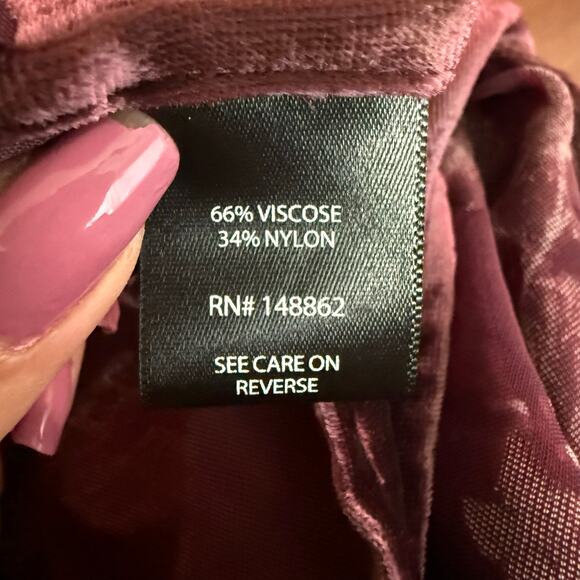 66% VISCOSE
34% NYLON
RN# 148862
SEE CARE ON
REVERSE